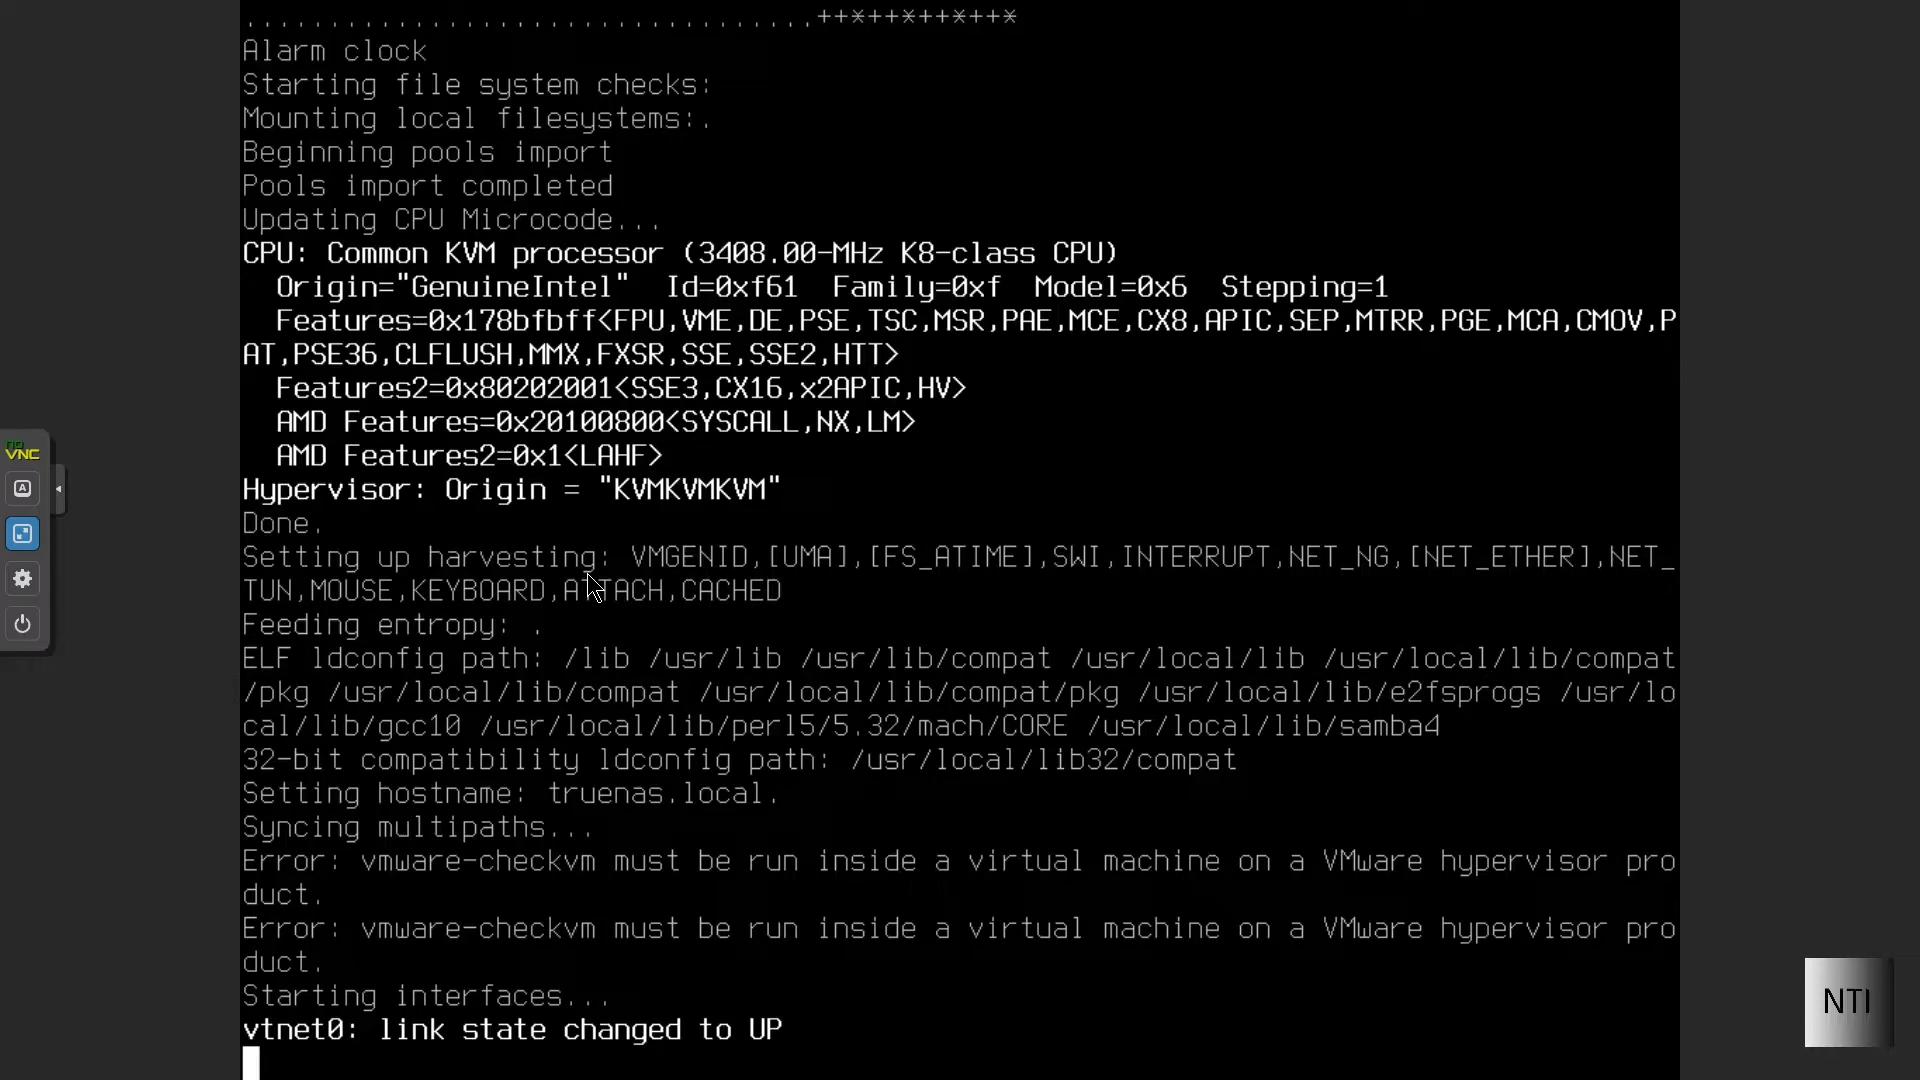 ..................................++*++*++*++*
Alarm clock
Starting file system checks:
Mounting local filesystems:.
Beginning pools import
Pools import completed
Updating CPU Microcode...
CPU: Common KVM processor (3408.00-MHz K8-class CPU)
  Origin="GenuineIntel"  Id=0xf61  Family=0xf  Model=0x6  Stepping=1
  Features=0x178bfbff<FPU,VME,DE,PSE,TSC,MSR,PAE,MCE,CX8,APIC,SEP,MTRR,PGE,MCA,CMOV,P
AT,PSE36,CLFLUSH,MMX,FXSR,SSE,SSE2,HTT>
  Features2=0x80202001<SSE3,CX16,x2APIC,HV>
  AMD Features=0x20100800<SYSCALL,NX,LM>
  AMD Features2=0x1<LAHF>
Hypervisor: Origin = "KVMKVMKVM"
Done.
Setting up harvesting: VMGENID,[UMA],[FS_ATIME],SWI,INTERRUPT,NET_NG,[NET_ETHER],NET_
TUN,MOUSE,KEYBOARD,ATTACH,CACHED
Feeding entropy: .
ELF ldconfig path: /lib /usr/lib /usr/lib/compat /usr/local/lib /usr/local/lib/compat
/pkg /usr/local/lib/compat /usr/local/lib/compat/pkg /usr/local/lib/e2fsprogs /usr/lo
cal/lib/gcc10 /usr/local/lib/perl5/5.32/mach/CORE /usr/local/lib/samba4
32-bit compatibility ldconfig path: /usr/local/lib32/compat
Setting hostname: truenas.local.
Syncing multipaths...
Error: vmware-checkvm must be run inside a virtual machine on a VMware hypervisor pro
duct.
Error: vmware-checkvm must be run inside a virtual machine on a VMware hypervisor pro
duct.
Starting interfaces...
vtnet0: link state changed to UP
no
VNC
A
NTI